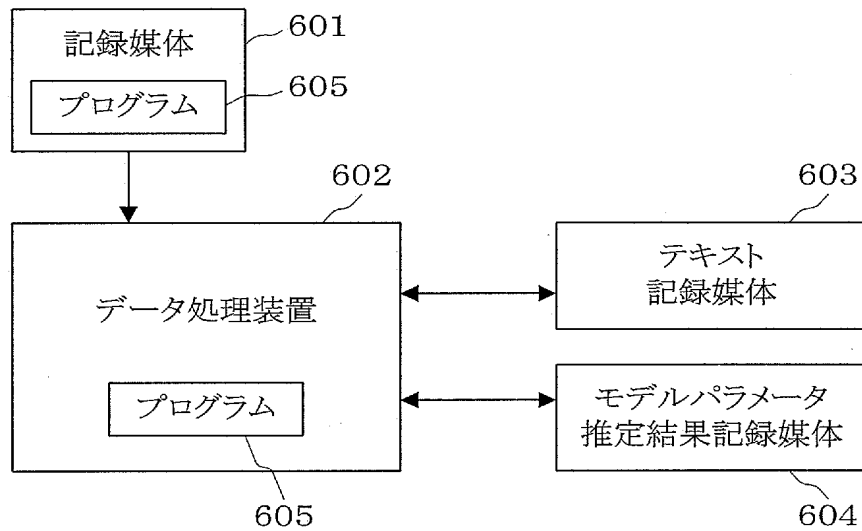 記録媒体
601
プログラム
605
602
603
データ処理装置
テキスト
記録媒体
プログラム
モデルパラメータ
推定結果記録媒体
605
604